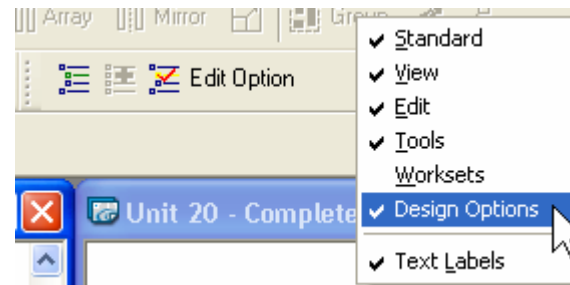 Array Mirror Group
Standard
View
Edit Option
Edit
Tools
Worksets
Design Options
Unit 20 - Complete
Text Labels